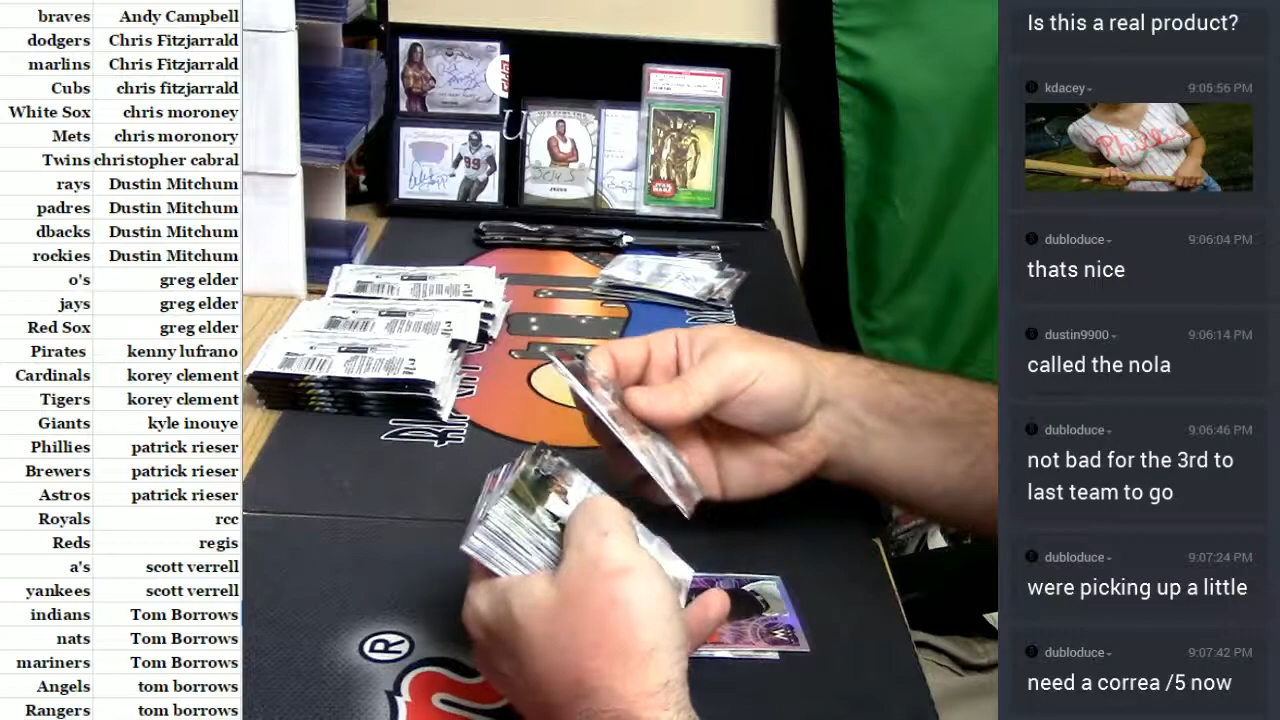 braves Andy Campbell
dodgers Chris Fitzjarrald
marlins Chris Fitzjarrald
Cubs chris fitzjarrald
White Sox chris moroney
Mets chris moronory
Twins christopher cabral
rays Dustin Mitchum
padres Dustin Mitchum
dbacks Dustin Mitchum
rockies Dustin Mitchum
o's greg elder
jays greg elder
Red Sox greg elder
Pirates kenny lufrano
Cardinals korey clement
Tigers korey clement
Giants kyle inouye
Phillies patrick rieser
Brewers patrick rieser
Astros patrick rieser
Royals rcc
Reds regis
a's scott verrell
yankees scott verrell
indians Tom Borrows
nats Tom Borrows
mariners Tom Borrows
Angels tom borrows
Rangers tom borrows
STAR WARS
99
®
Is this a real product?
kdacey 9:05:56 PM
Phillies
dubloduce 9:06:04 PM
thats nice
dustin9900 9:06:14 PM
called the nola
dubloduce 9:06:46 PM
not bad for the 3rd to
last team to go
dubloduce 9:07:24 PM
were picking up a little
dubloduce 9:07:42 PM
need a correa /5 now